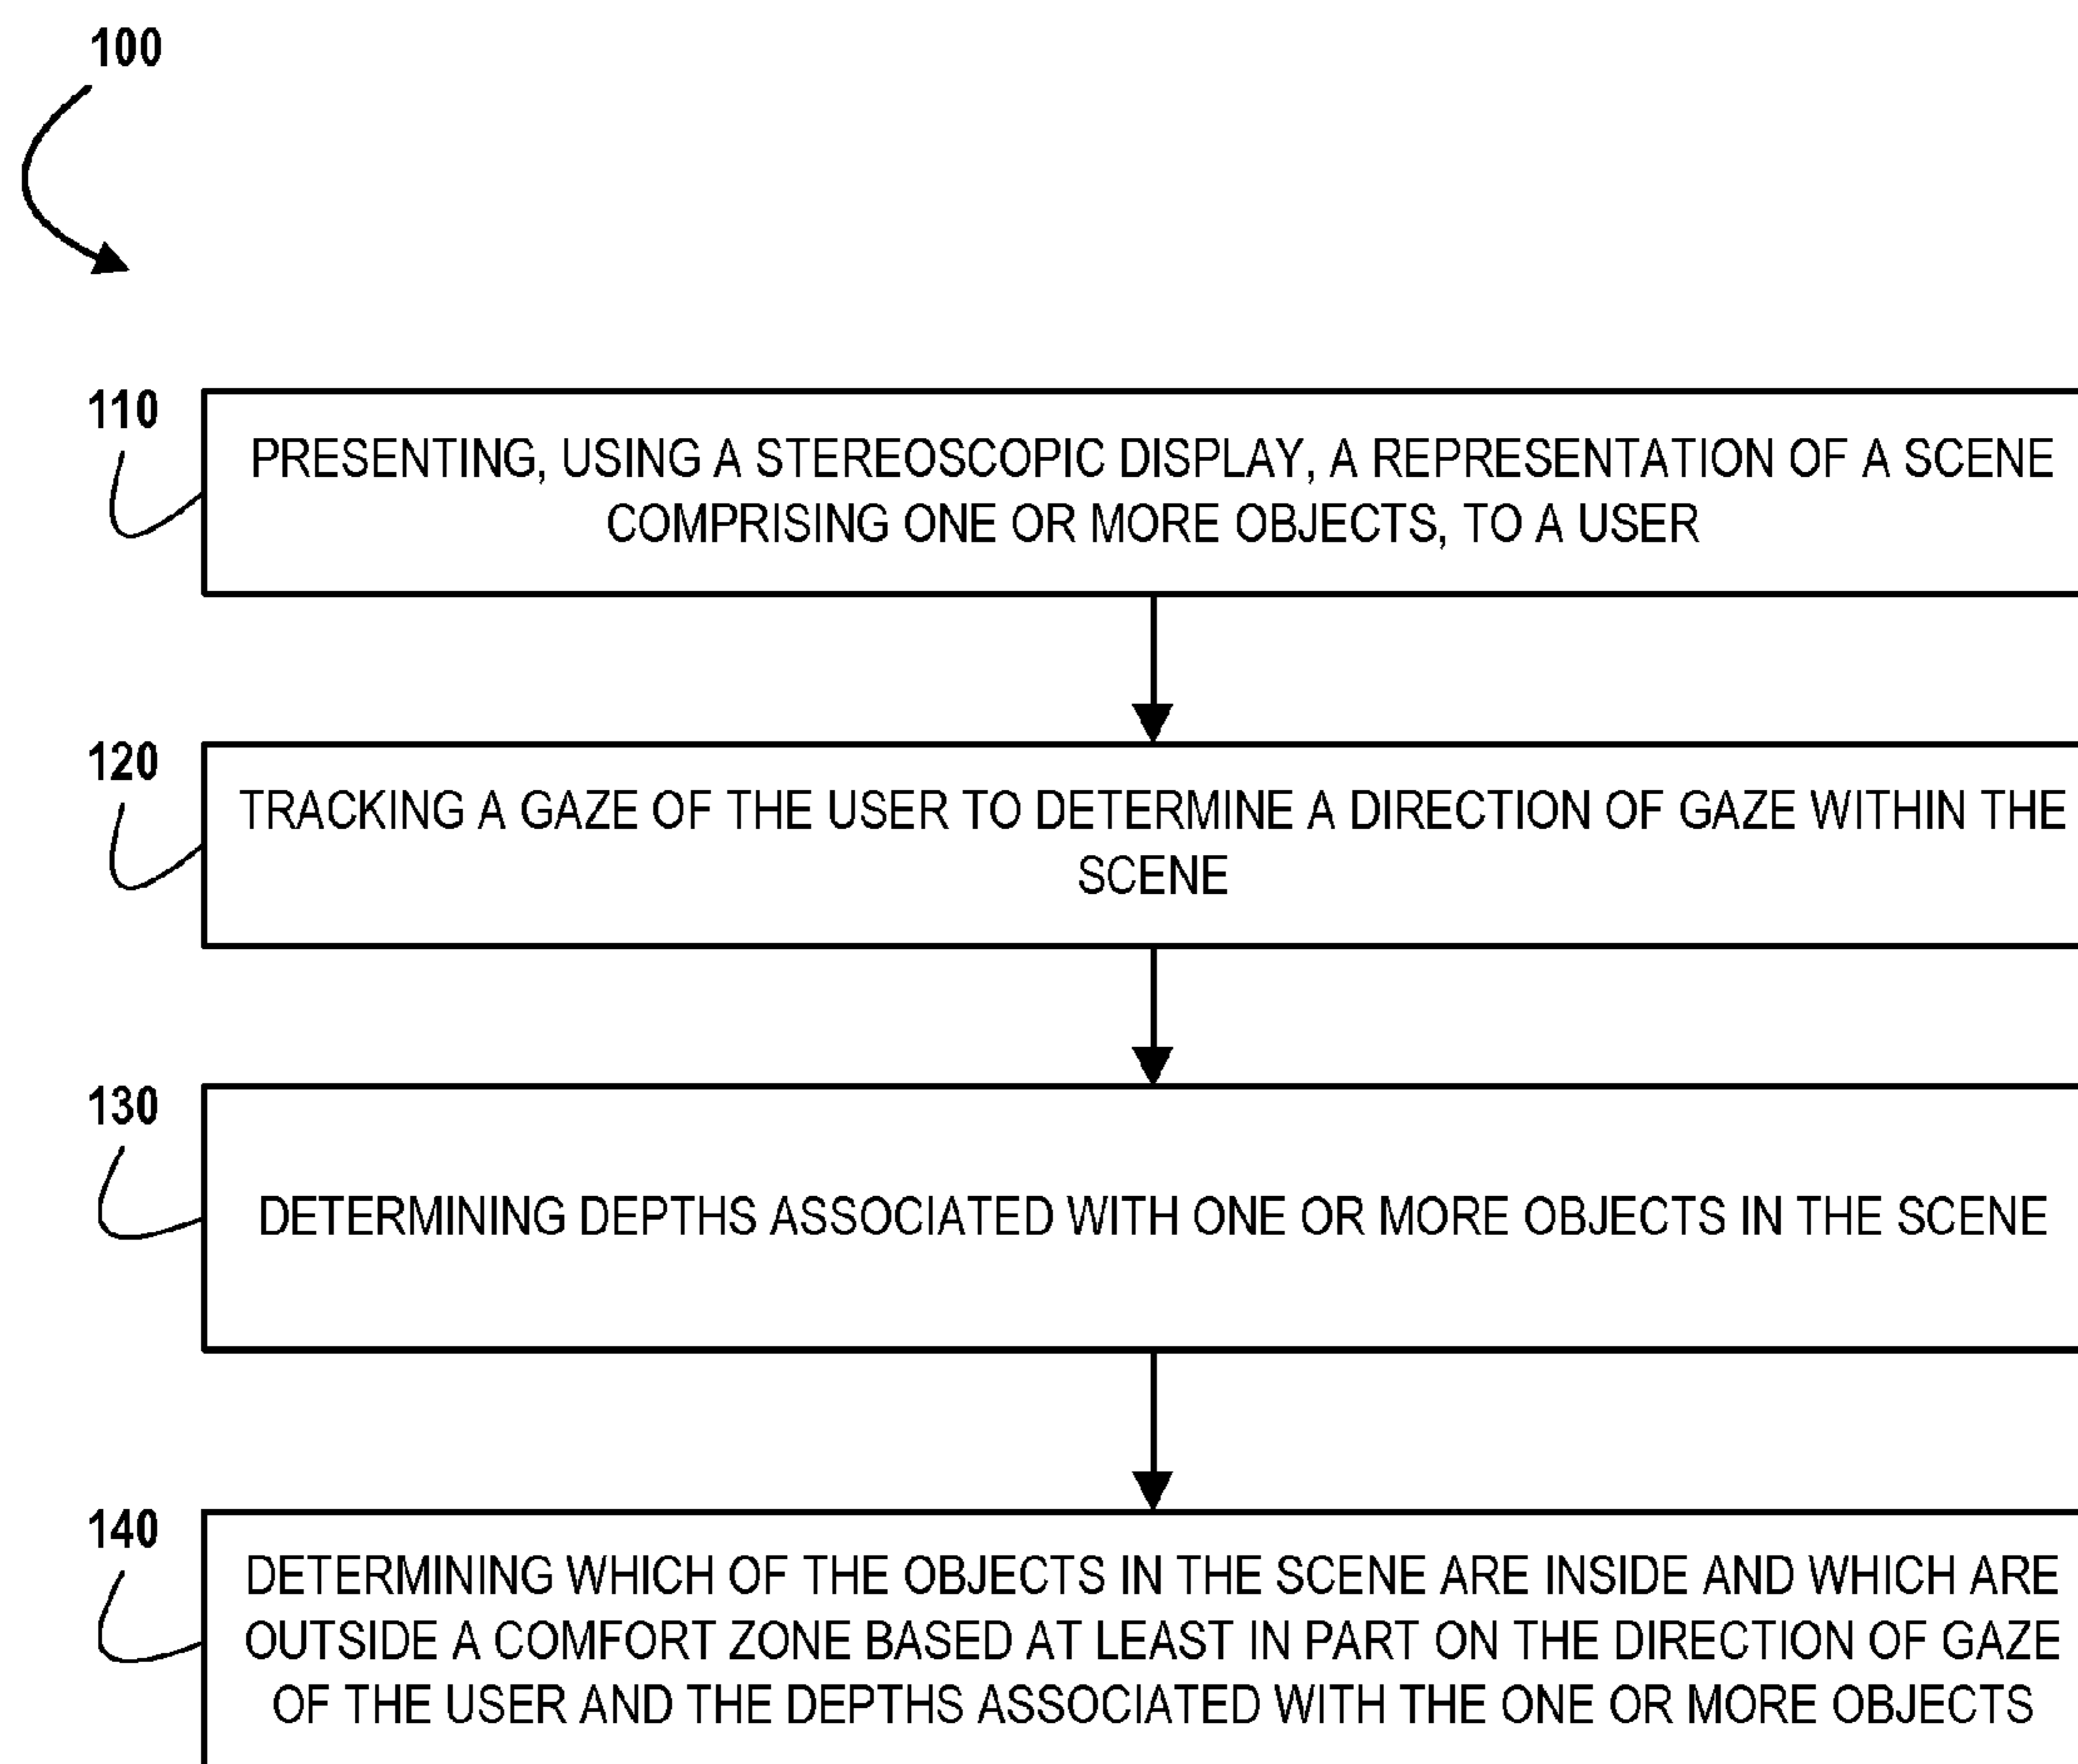 100
110
PRESENTING, USING A STEREOSCOPIC DISPLAY, A REPRESENTATION OF A SCENE
COMPRISING ONE OR MORE OBJECTS, TO A USER
120
TRACKING A GAZE OF THE USER TO DETERMINE A DIRECTION OF GAZE WITHIN THE
SCENE
130
DETERMINING DEPTHS ASSOCIATED WITH ONE OR MORE OBJECTS IN THE SCENE
140
DETERMINING WHICH OF THE OBJECTS IN THE SCENE ARE INSIDE AND WHICH ARE
OUTSIDE A COMFORT ZONE BASED AT LEAST IN PART ON THE DIRECTION OF GAZE
OF THE USER AND THE DEPTHS ASSOCIATED WITH THE ONE OR MORE OBJECTS